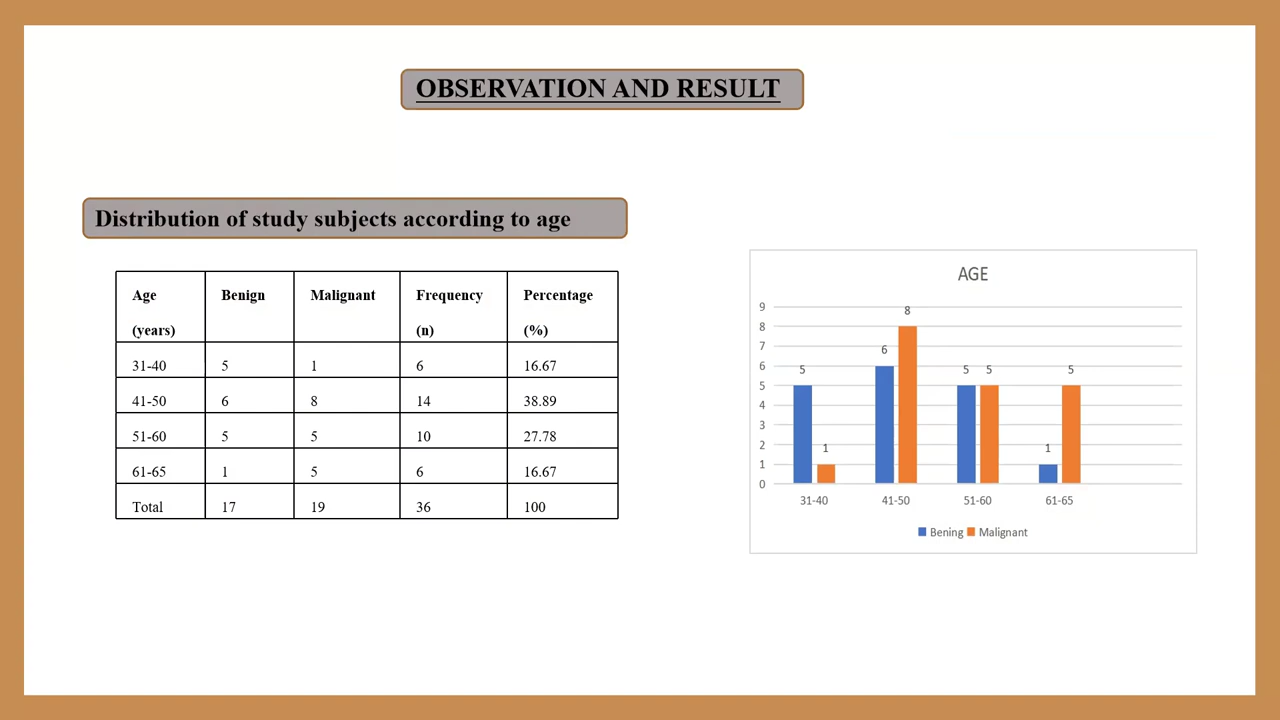 OBSERVATION AND RESULT
Distribution of study subjects according to age
Age (years) Benign Malignant Frequency (n) Percentage (%)
31-40 5 1 6 16.67
41-50 6 8 14 38.89
51-60 5 5 10 27.78
61-65 1 5 6 16.67
Total 17 19 36 100
AGE
9
8
7
6
5
4
3
2
1
0
5 1 6 8 5 5 1 5
31-40 41-50 51-60 61-65
Bening Malignant